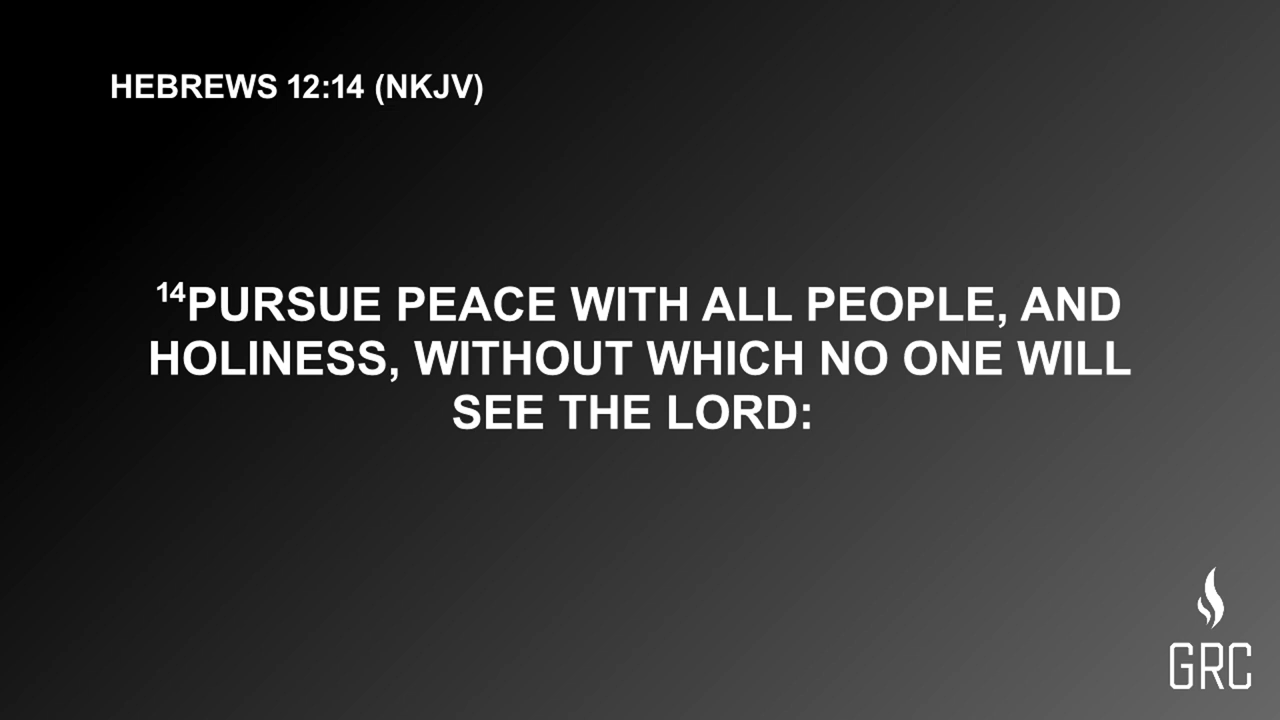 HEBREWS 12:14 (NKJV)
14PURSUE PEACE WITH ALL PEOPLE, AND
HOLINESS, WITHOUT WHICH NO ONE WILL
SEE THE LORD:
GRC